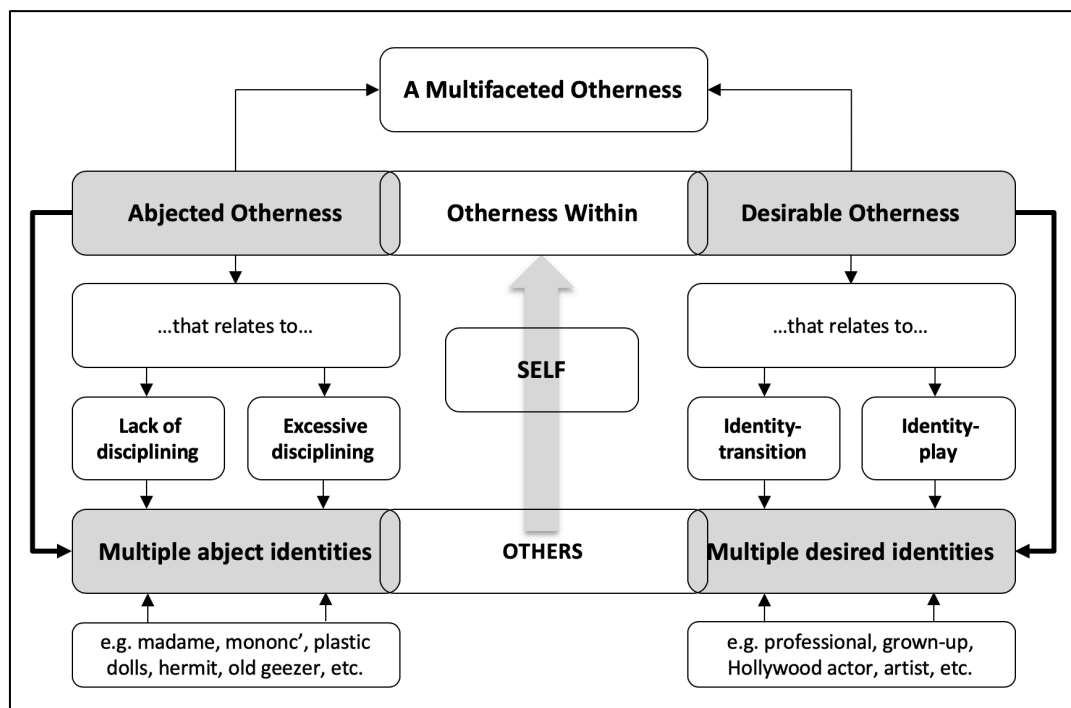 A Multifaceted Otherness
Abjected Otherness
Otherness Within
Desirable Otherness
...that relates to...
...that relates to...
SELF
Lack of
disciplining
Excessive
disciplining
Identity-
transition
Identity-
play
Multiple abject identities
OTHERS
Multiple desired identities
e.g. madame, mononc’, plastic
dolls, hermit, old geezer, etc.
e.g. professional, grown-up,
Hollywood actor, artist, etc.